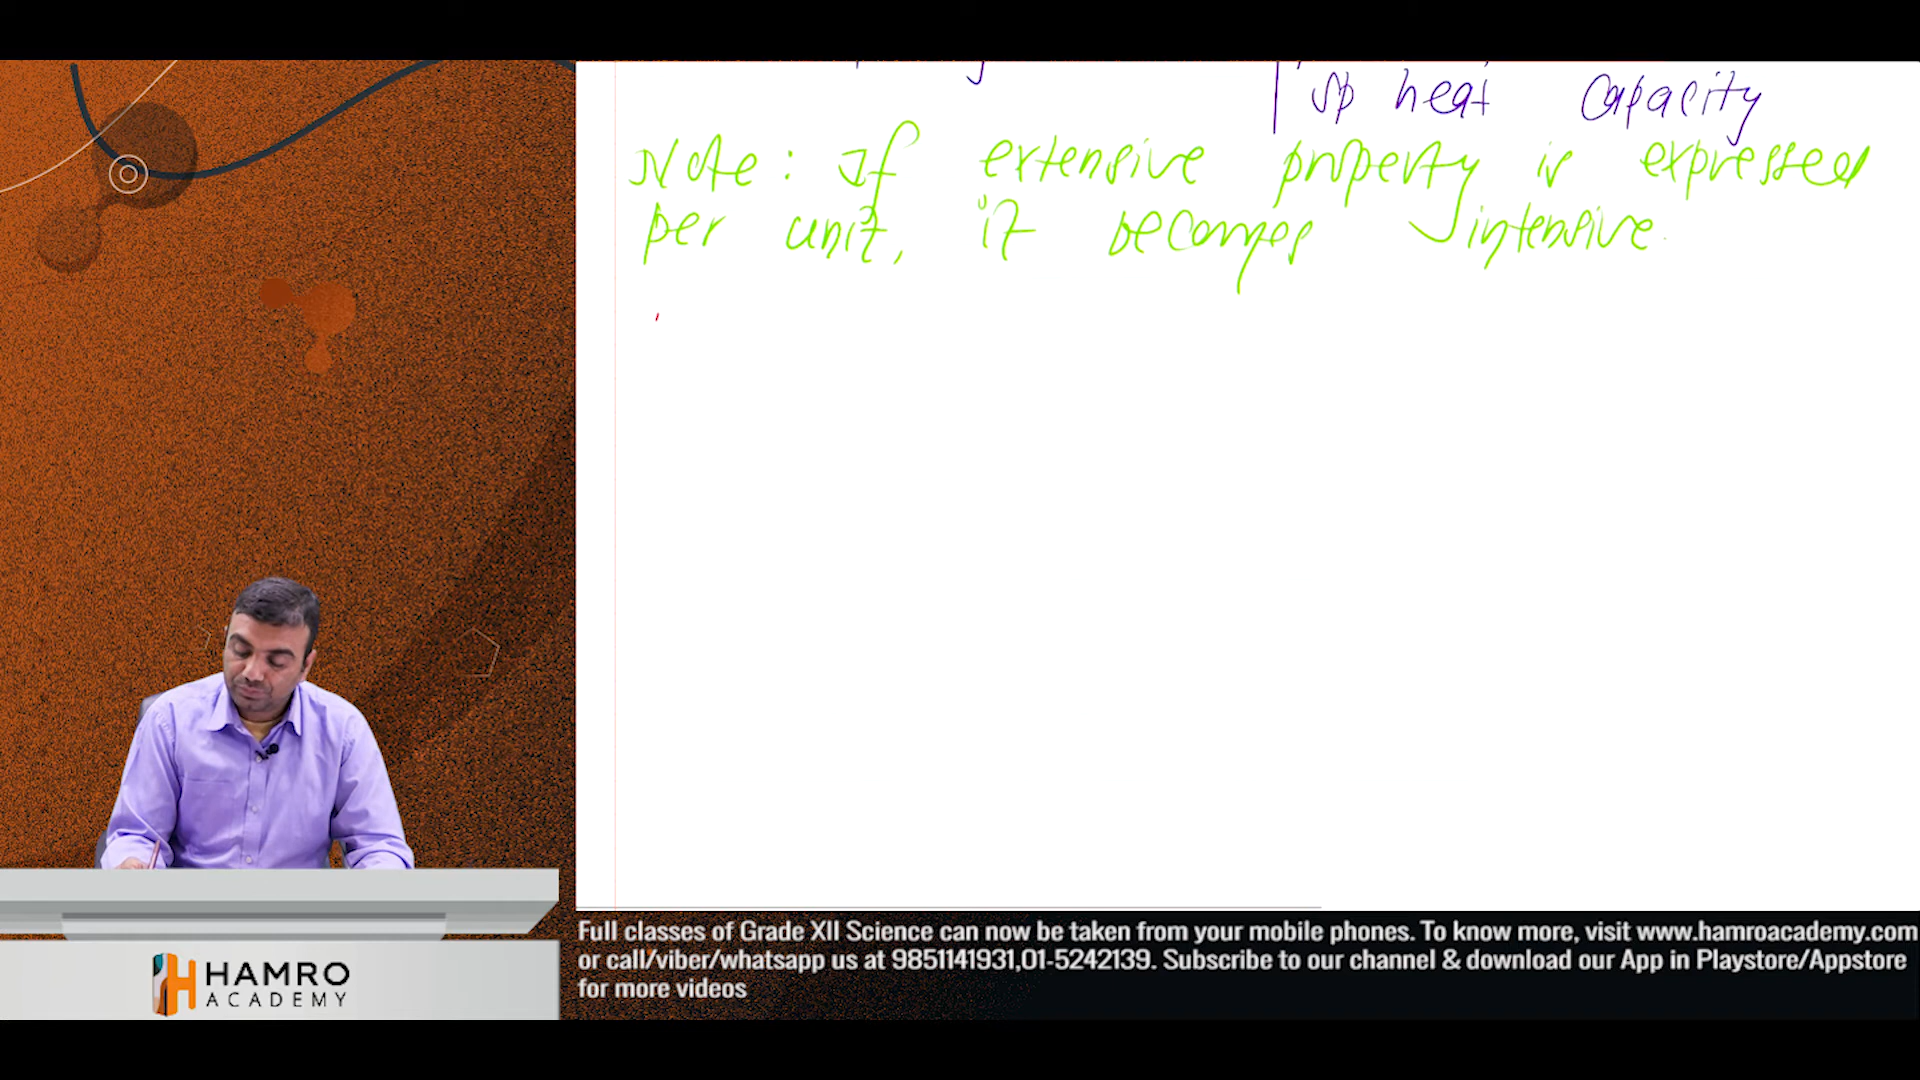 sp heat capacity
Note: If extensive property is expressed
per unit, it becomes intensive.
Full classes of Grade XII Science can now be taken from your mobile phones. To know more, visit www.hamroacademy.com
or call/viber/whatsapp us at 9851141931,01-5242139. Subscribe to our channel & download our App in Playstore/Appstore
for more videos
HAMRO
ACADEMY